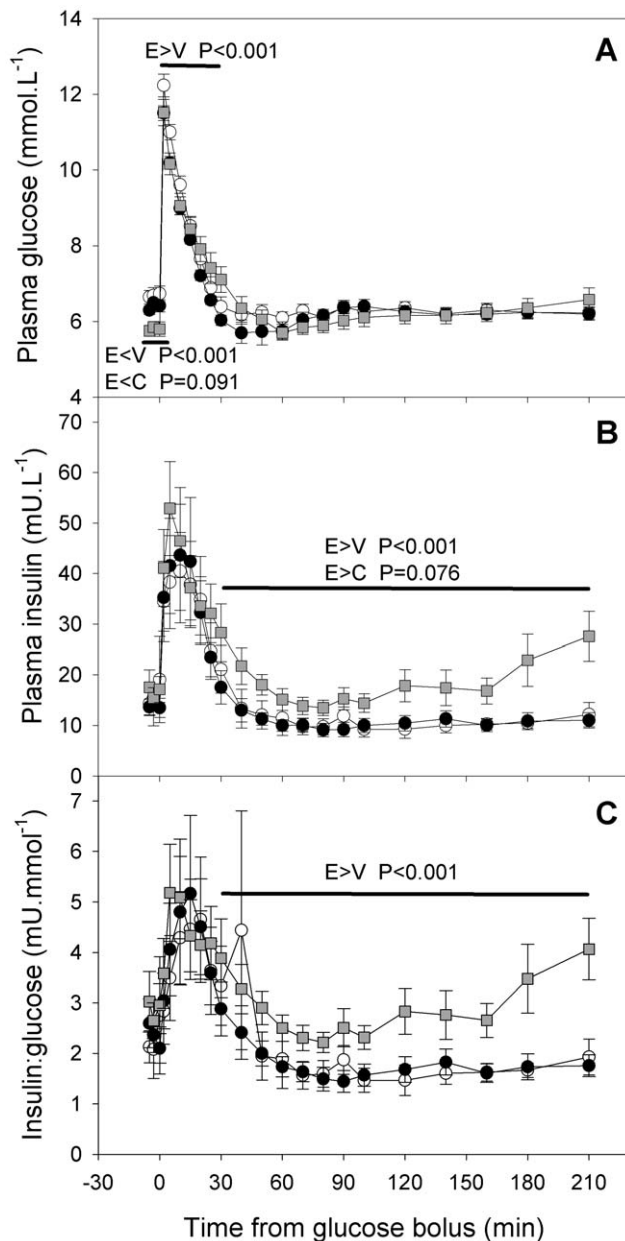 14
E>V P<0.001
A
12
10
8
6
4
Plasma glucose (mmol.L⁻¹)
E<V P<0.001
E<C P=0.091
70
B
60
50
40
30
20
10
0
Plasma insulin (mU.L⁻¹)
E>V P<0.001
E>C P=0.076
7
C
6
5
4
3
2
1
0
Insulin:glucose (mU.mmol⁻¹)
E>V P<0.001
-30 0 30 60 90 120 150 180 210
Time from glucose bolus (min)